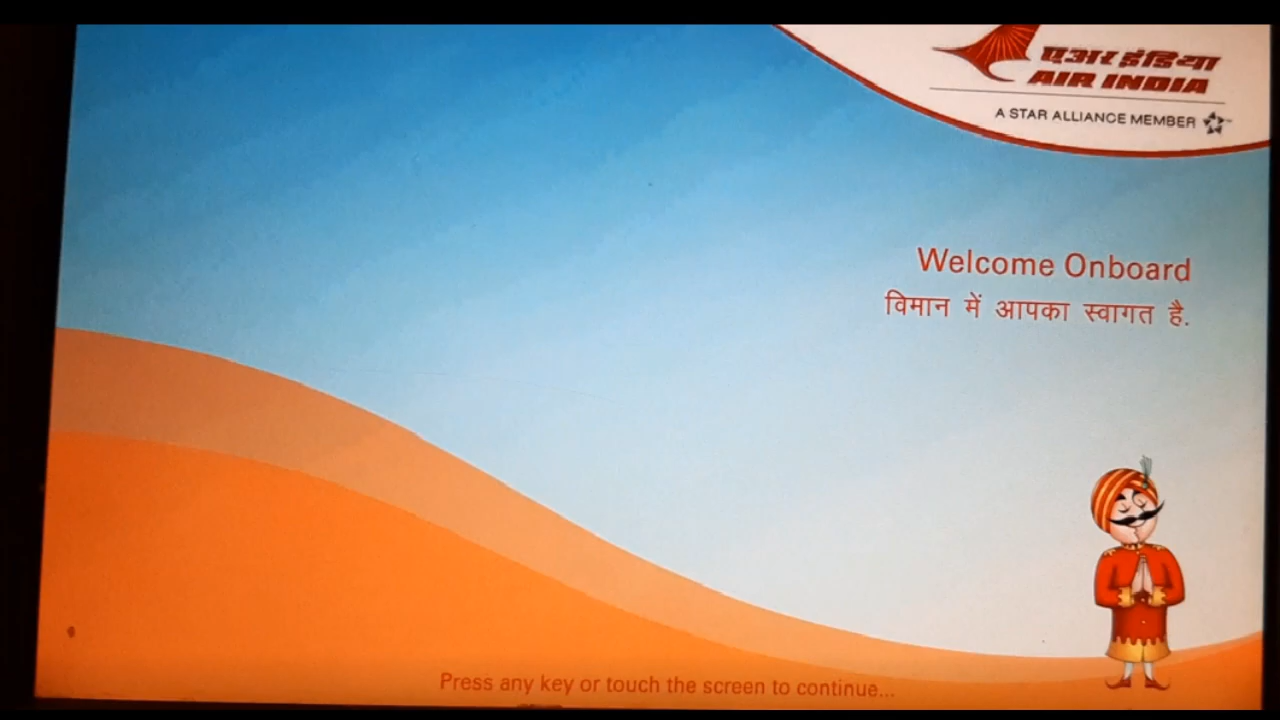 एअर इंडिया
AIR INDIA
A STAR ALLIANCE MEMBER
Welcome Onboard
विमान में आपका स्वागत है.
Press any key or touch the screen to continue...